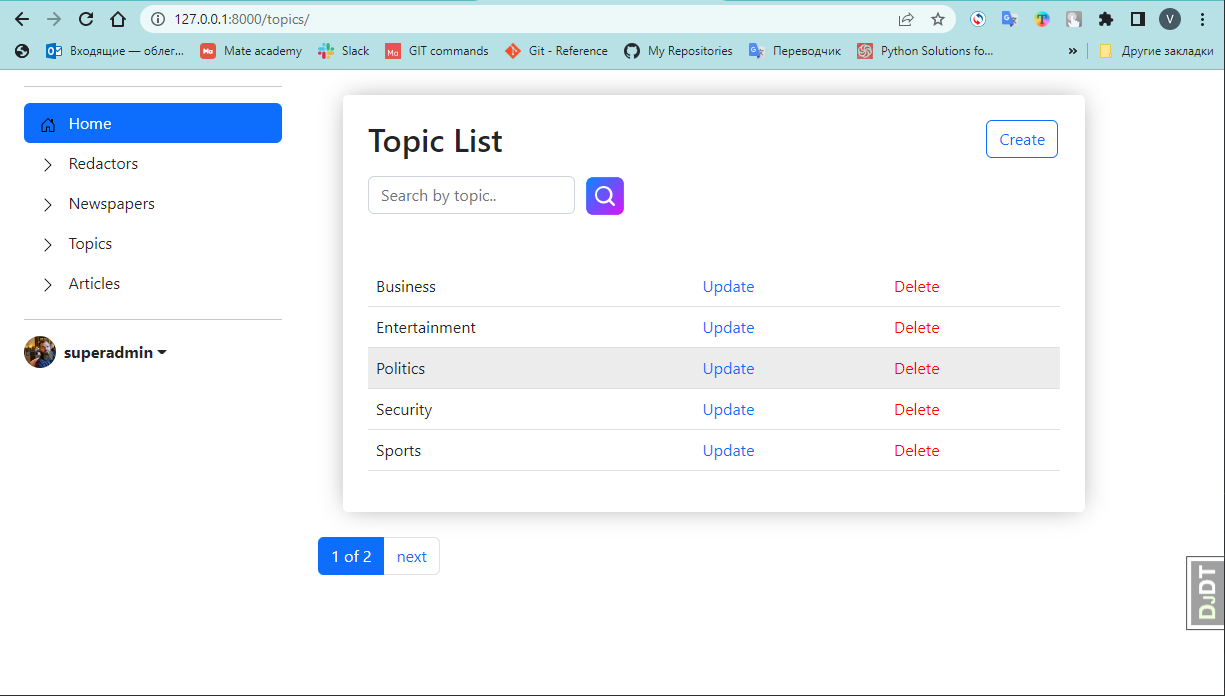 127.0.0.1:8000/topics/
V
Входящие — облег...
Ma Mate academy
Slack
Ma GIT commands
Git - Reference
My Repositories
Переводчик
Python Solutions fo...
»
Другие закладки
Home
Redactors
Newspapers
Topics
Articles
superadmin
Topic List
Create
Search by topic..
Business Update Delete
Entertainment Update Delete
Politics Update Delete
Security Update Delete
Sports Update Delete
1 of 2 next
DJDT